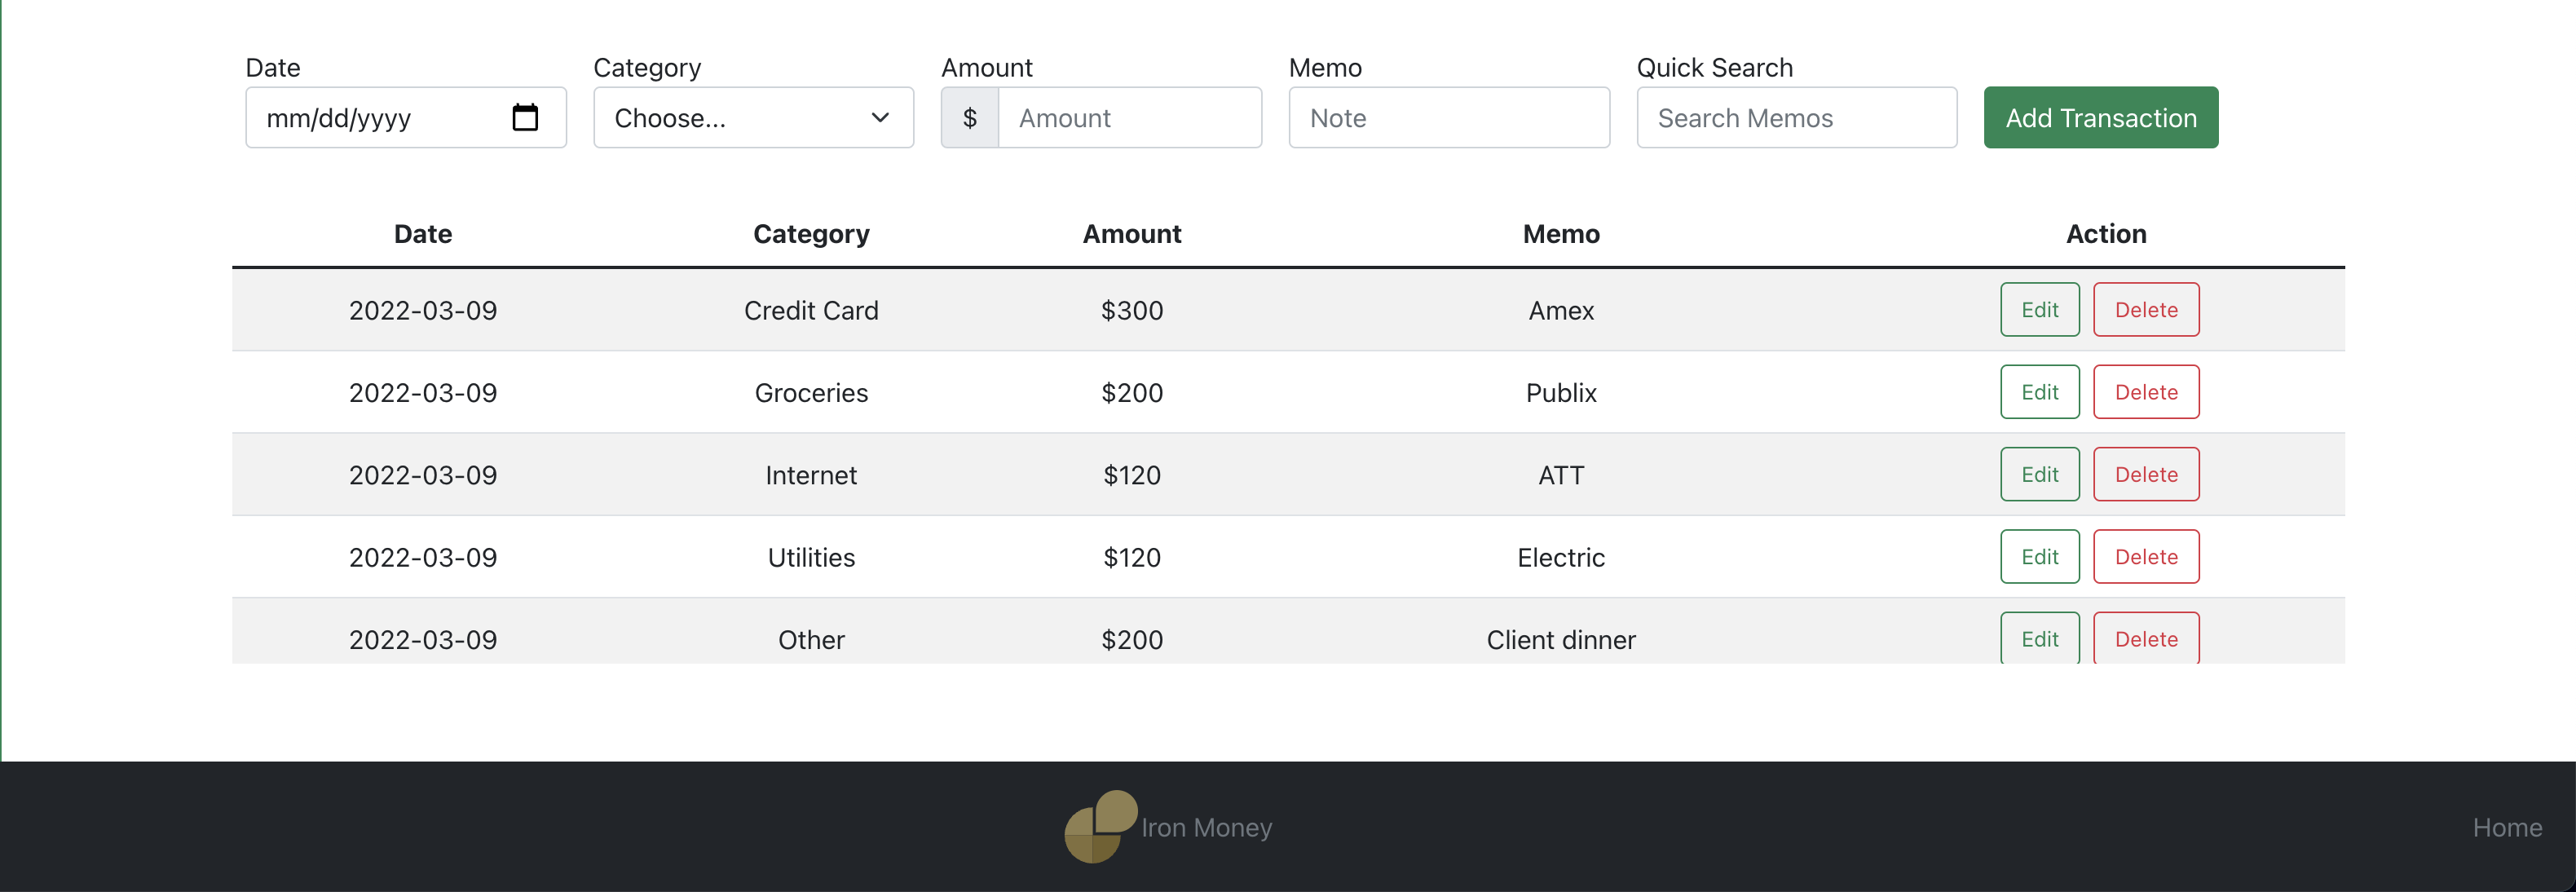 Date Category Amount Memo Quick Search
mm/dd/yyyy Choose... $ Amount Note Search Memos Add Transaction
Date Category Amount Memo Action
2022-03-09 Credit Card $300 Amex Edit Delete
2022-03-09 Groceries $200 Publix Edit Delete
2022-03-09 Internet $120 ATT Edit Delete
2022-03-09 Utilities $120 Electric Edit Delete
2022-03-09 Other $200 Client dinner Edit Delete
Iron Money Home